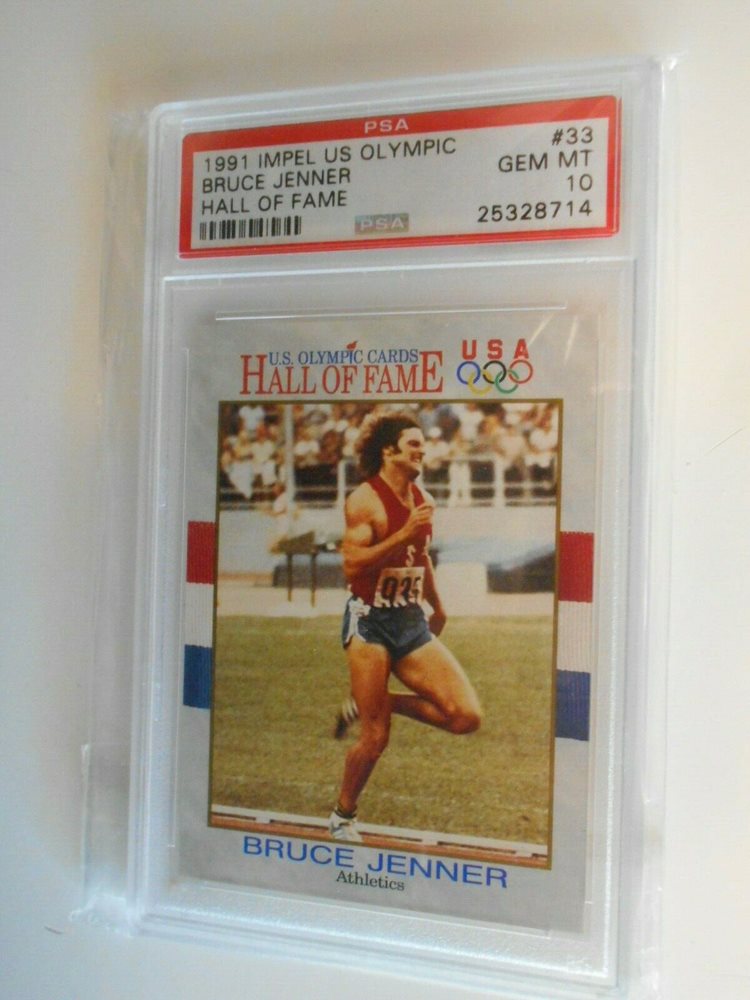 PSA
1991 IMPEL US OLYMPIC #33
BRUCE JENNER GEM MT
HALL OF FAME 10
PSA 25328714
U.S. OLYMPIC CARDS
HALL OF FAME
USA
S
935
BRUCE JENNER
Athletics